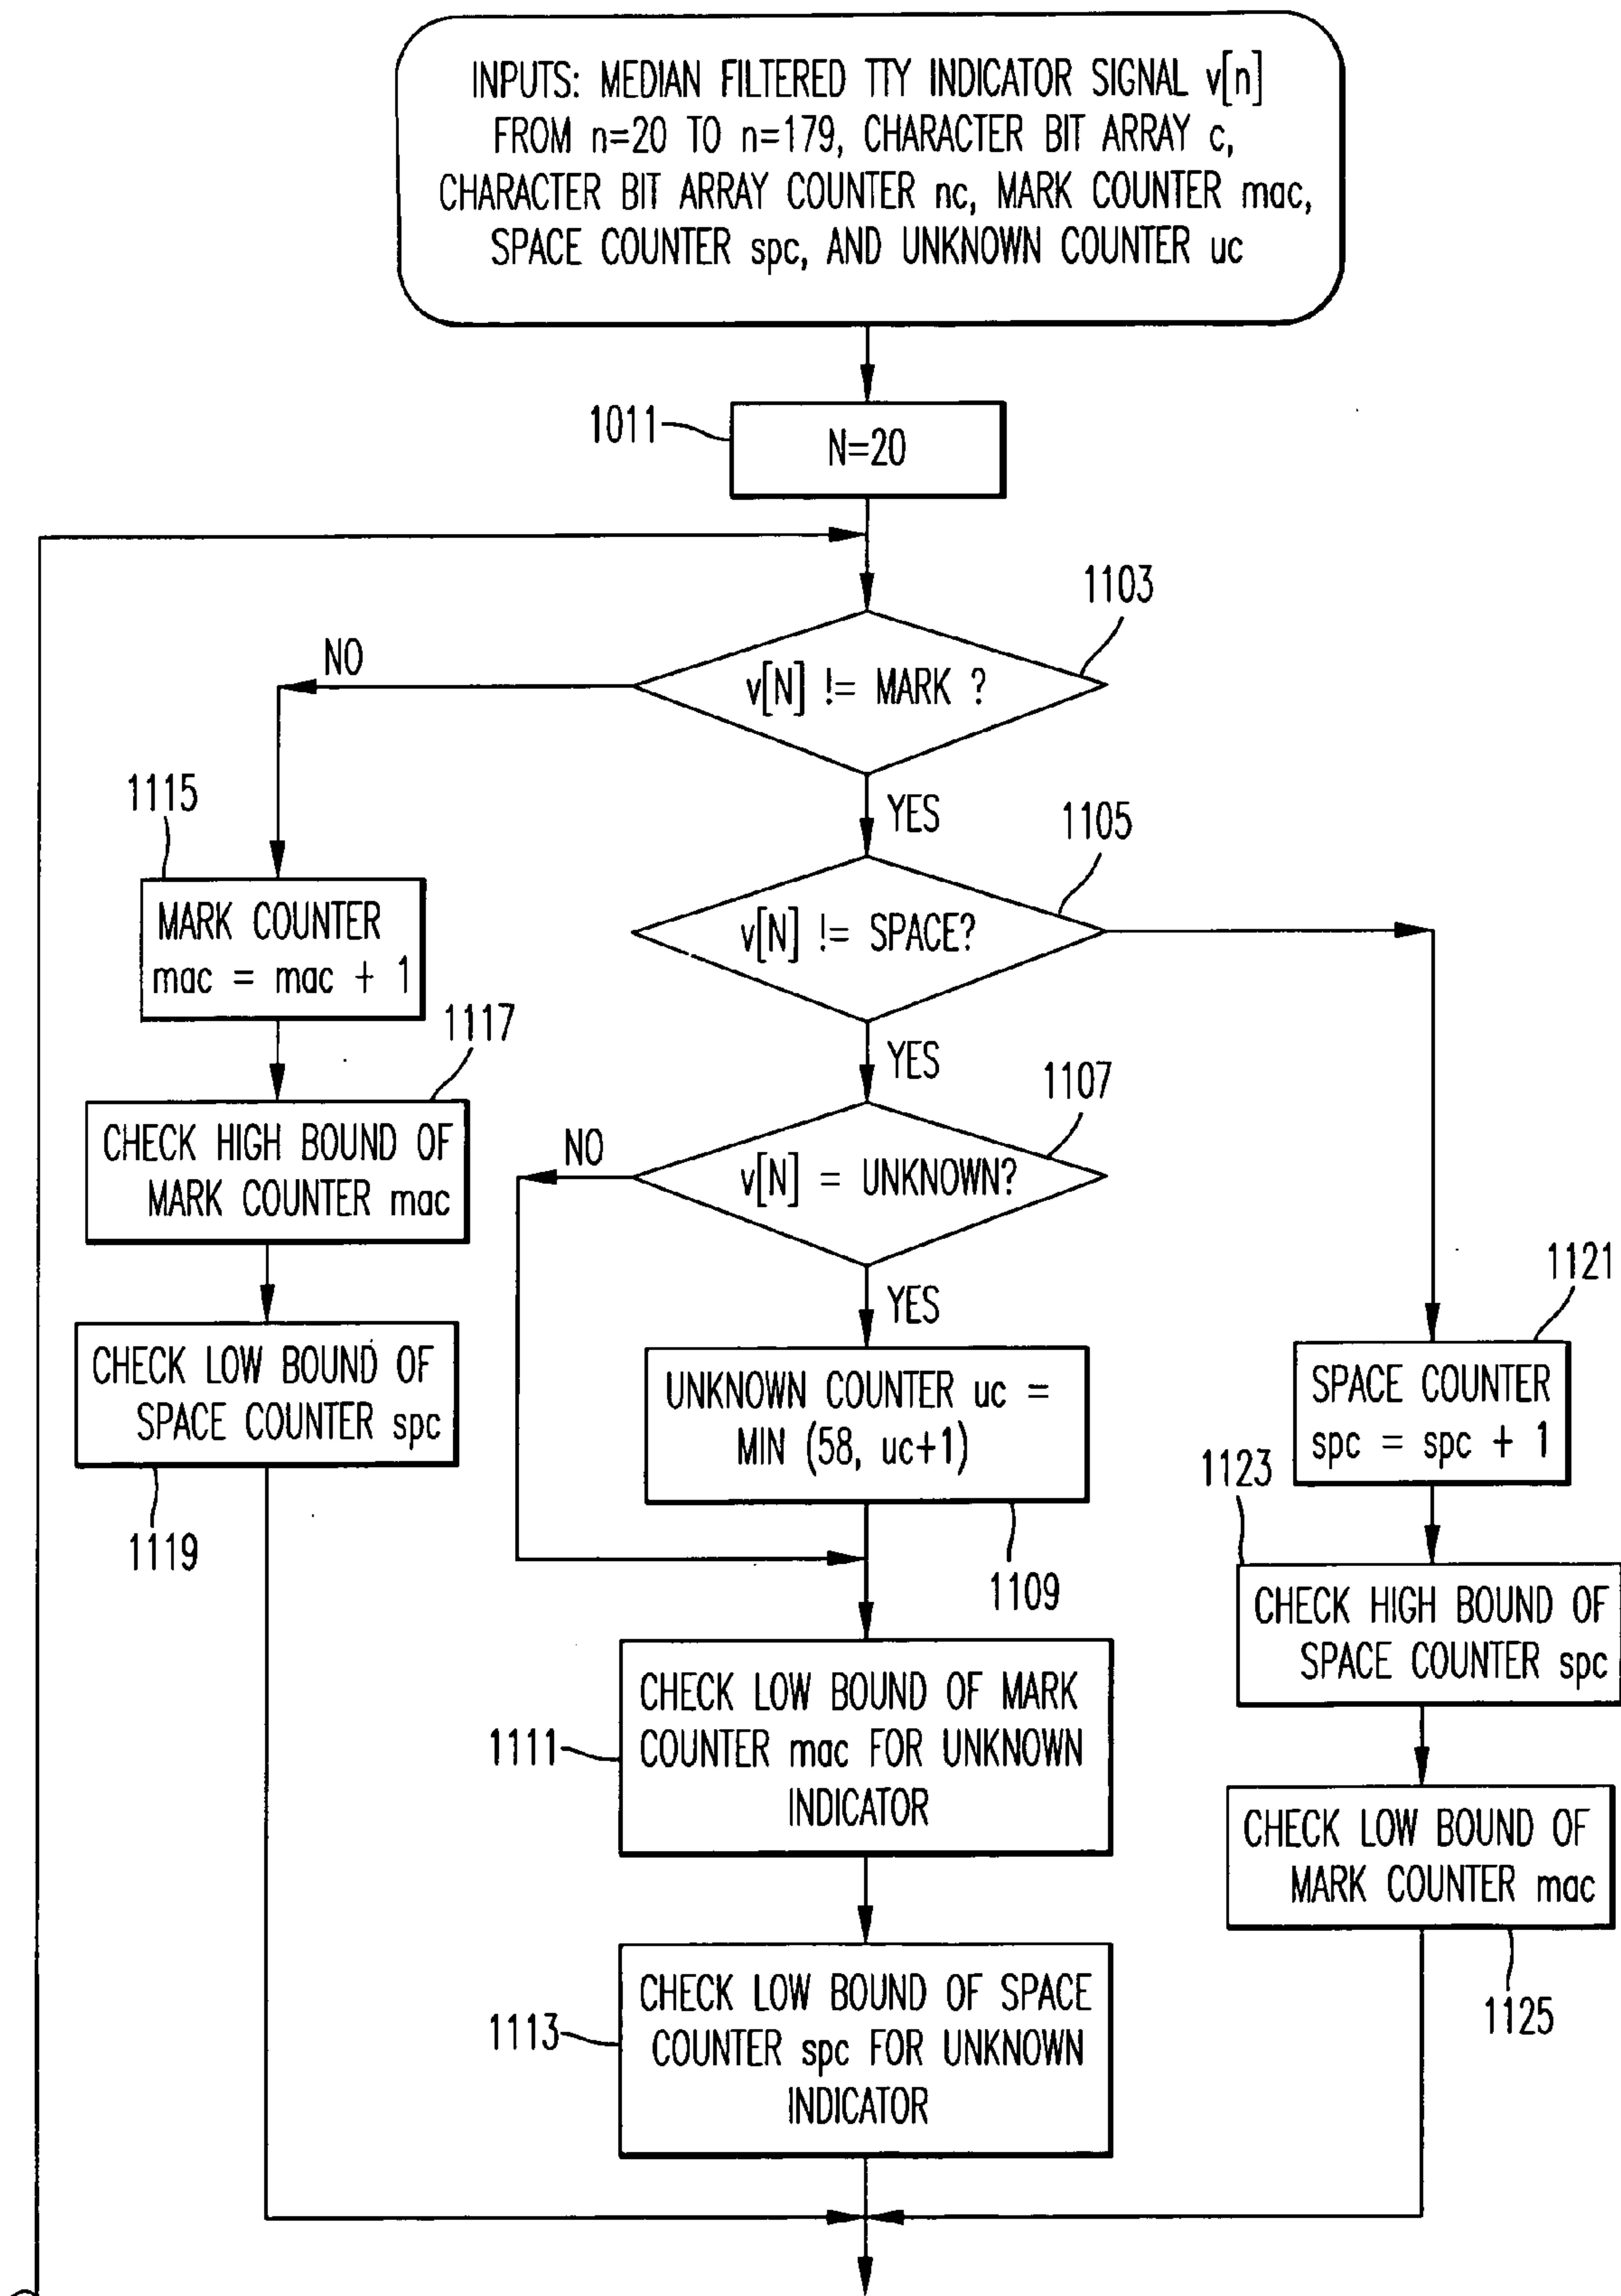 INPUTS: MEDIAN FILTERED TTY INDICATOR SIGNAL v[n]
FROM n=20 TO n=179, CHARACTER BIT ARRAY c,
CHARACTER BIT ARRAY COUNTER nc, MARK COUNTER mac,
SPACE COUNTER spc, AND UNKNOWN COUNTER uc
1011
N=20
1103
NO
v[N] != MARK ?
YES
1115
1105
MARK COUNTER
mac = mac + 1
v[N] != SPACE?
1117
YES
1107
CHECK HIGH BOUND OF
MARK COUNTER mac
NO
v[N] = UNKNOWN?
1121
YES
CHECK LOW BOUND OF
SPACE COUNTER spc
1119
UNKNOWN COUNTER uc =
MIN (58, uc+1)
1109
SPACE COUNTER
spc = spc + 1
1123
CHECK HIGH BOUND OF
SPACE COUNTER spc
1111
CHECK LOW BOUND OF MARK
COUNTER mac FOR UNKNOWN
INDICATOR
CHECK LOW BOUND OF
MARK COUNTER mac
1125
1113
CHECK LOW BOUND OF SPACE
COUNTER spc FOR UNKNOWN
INDICATOR